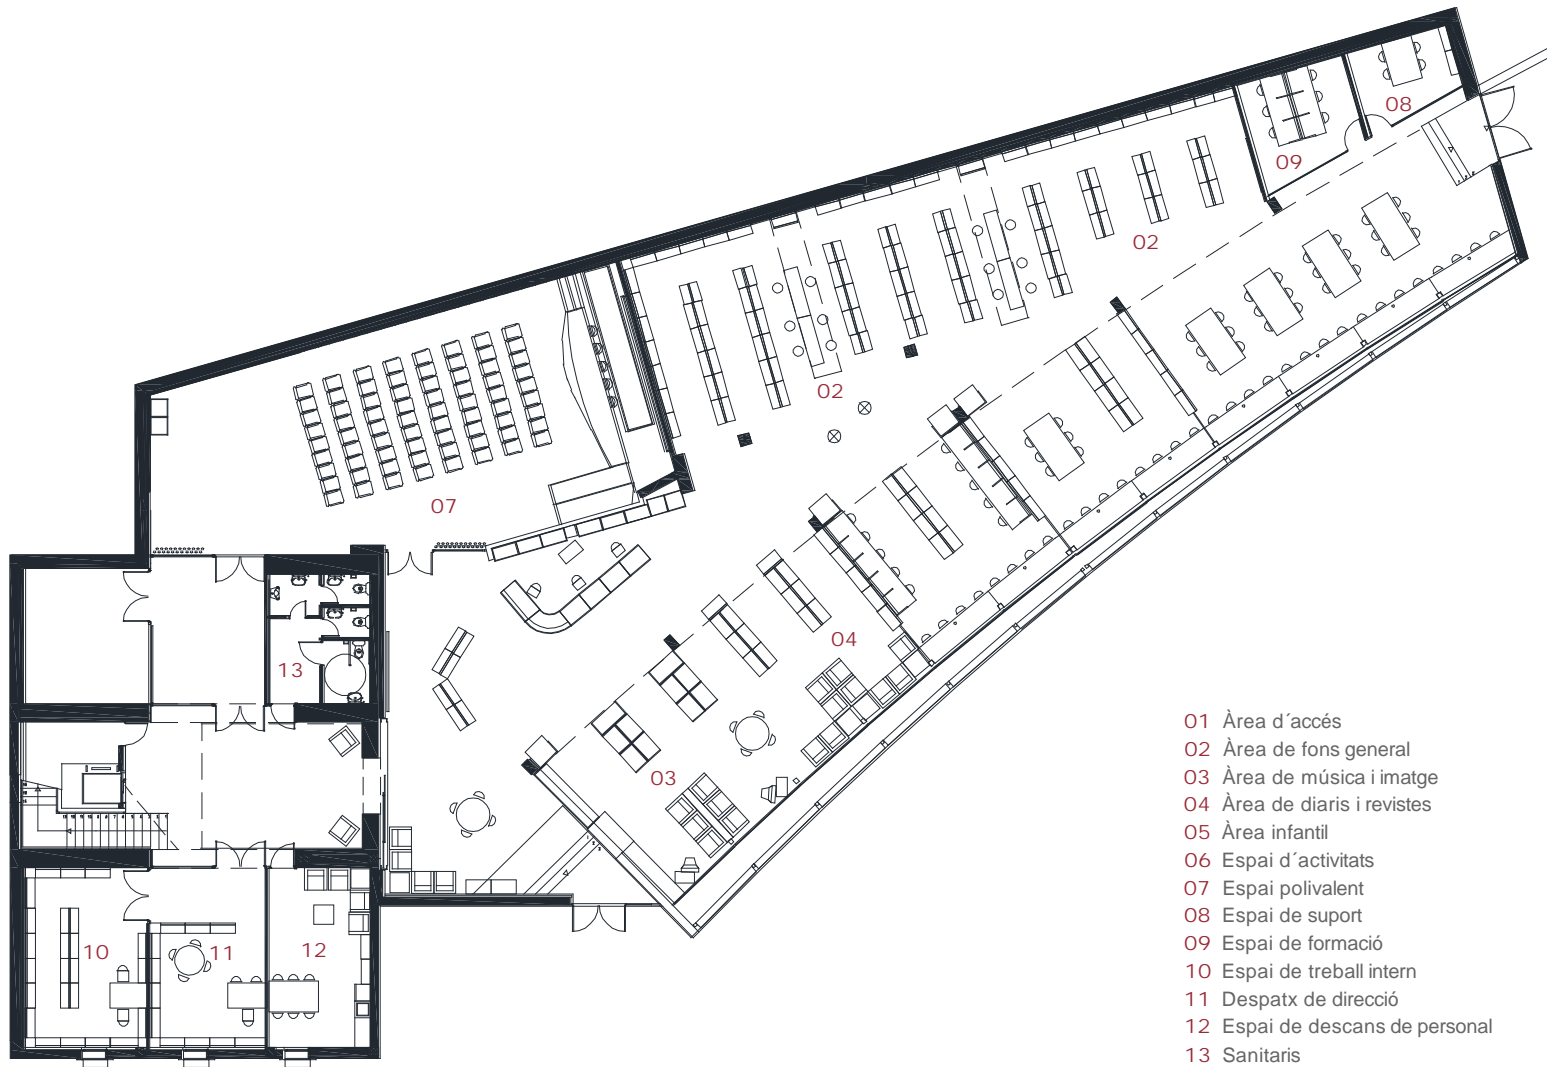 08
09
02
02
07
04
13
03
10
11
12
01 Àrea d´accés
02 Àrea de fons general
03 Àrea de música i imatge
04 Àrea de diaris i revistes
05 Àrea infantil
06 Espai d´activitats
07 Espai polivalent
08 Espai de suport
09 Espai de formació
10 Espai de treball intern
11 Despatx de direcció
12 Espai de descans de personal
13 Sanitaris